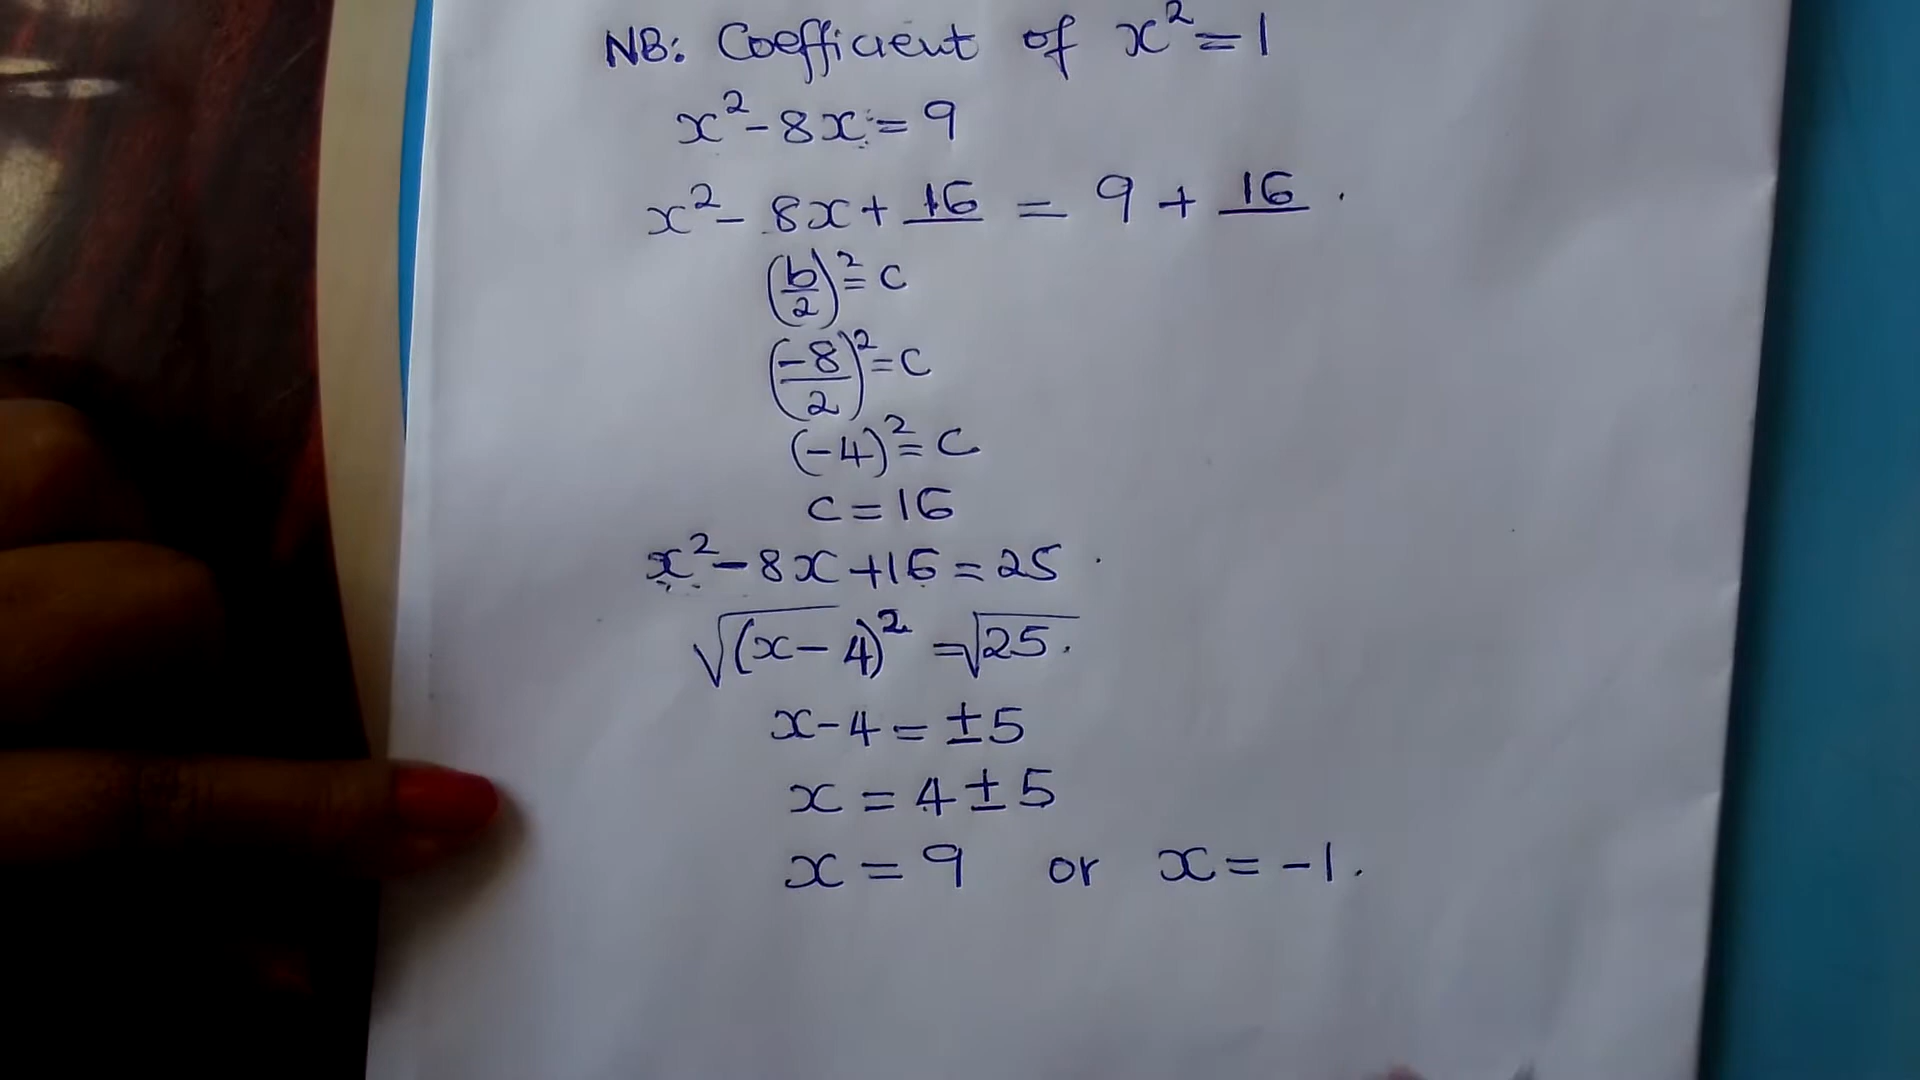 NB: Coefficient of x² = 1
x² - 8x = 9
x² - 8x + 16 = 9 + 16.
(b/2)² = c
(-8/2)² = c
(-4)² = c
c = 16
x² - 8x + 16 = 25
√(x - 4)² = √25.
x - 4 = ±5
x = 4 ± 5
x = 9 or x = -1.